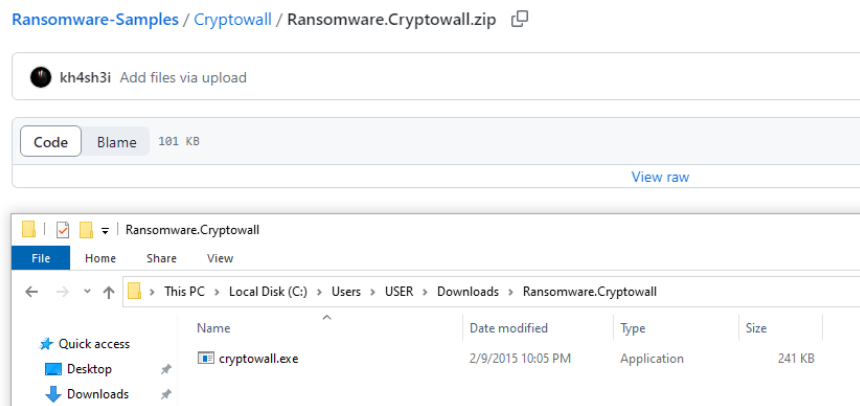 Ransomware-Samples / Cryptowall / Ransomware.Cryptowall.zip
kh4sh3i Add files via upload
Code Blame 101 KB
View raw
Ransomware.Cryptowall
File Home Share View
This PC > Local Disk (C:) > Users > USER > Downloads > Ransomware.Cryptowall
Name Date modified Type Size
Quick access
cryptowall.exe 2/9/2015 10:05 PM Application 241 KB
Desktop
Downloads